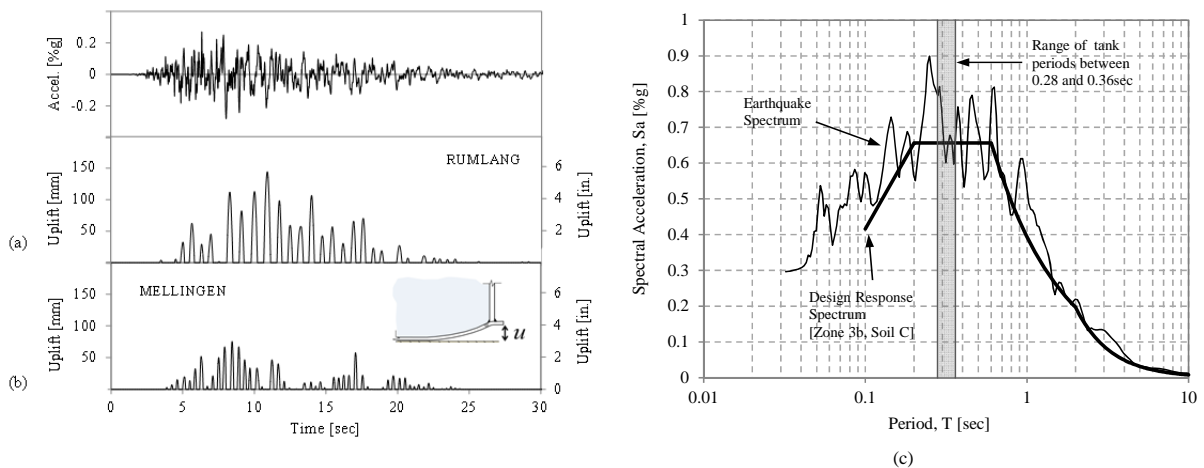 0.2
0
-0.2
Accel. [%g]
RUMLANG
150
100
50
Uplift [mm]
6
4
2
Uplift [in.]
(a)
MELLINGEN
150
100
50
Uplift [mm]
6
4
2
0
Uplift [in.]
u
(b)
0 5 10 15 20 25 30
Time [sec]
1
0.9
0.8
0.7
0.6
0.5
0.4
0.3
0.2
0.1
0
Spectral Acceleration, Sa [%g]
Range of tank
periods between
0.28 and 0.36sec
Earthquake
Spectrum
Design Response
Spectrum
[Zone 3b, Soil C]
0.01 0.1 1 10
Period, T [sec]
(c)